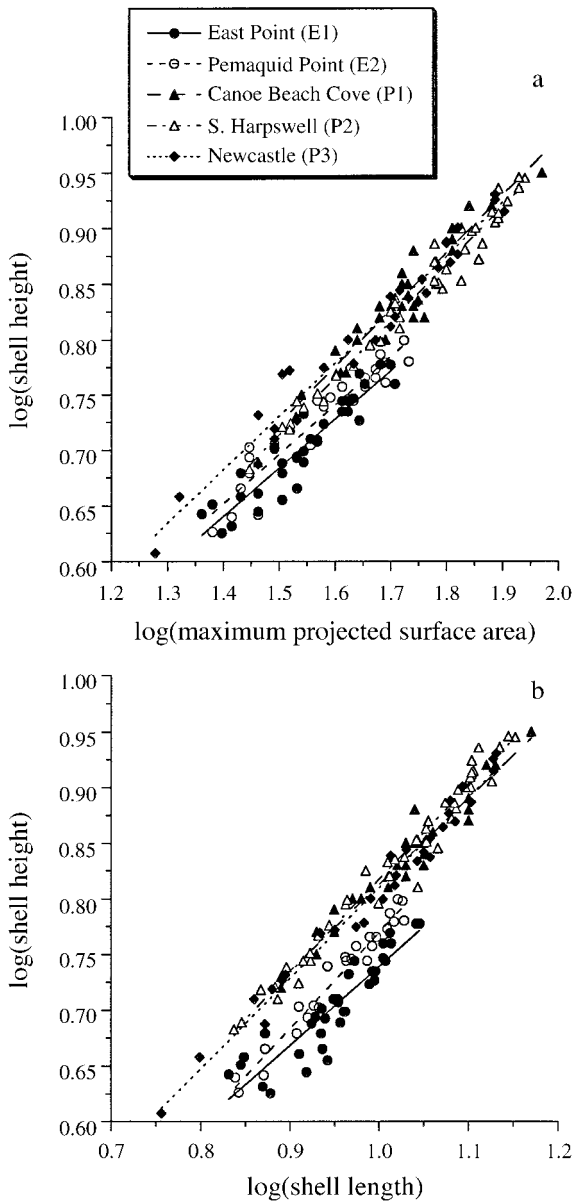 East Point (E1)
Pemaquid Point (E2)
Canoe Beach Cove (P1)
S. Harpswell (P2)
Newcastle (P3)
a
log(shell height)
1.00
0.95
0.90
0.85
0.80
0.75
0.70
0.65
0.60
1.2 1.3 1.4 1.5 1.6 1.7 1.8 1.9 2.0
log(maximum projected surface area)
b
log(shell height)
1.00
0.95
0.90
0.85
0.80
0.75
0.70
0.65
0.60
0.7 0.8 0.9 1.0 1.1 1.2
log(shell length)